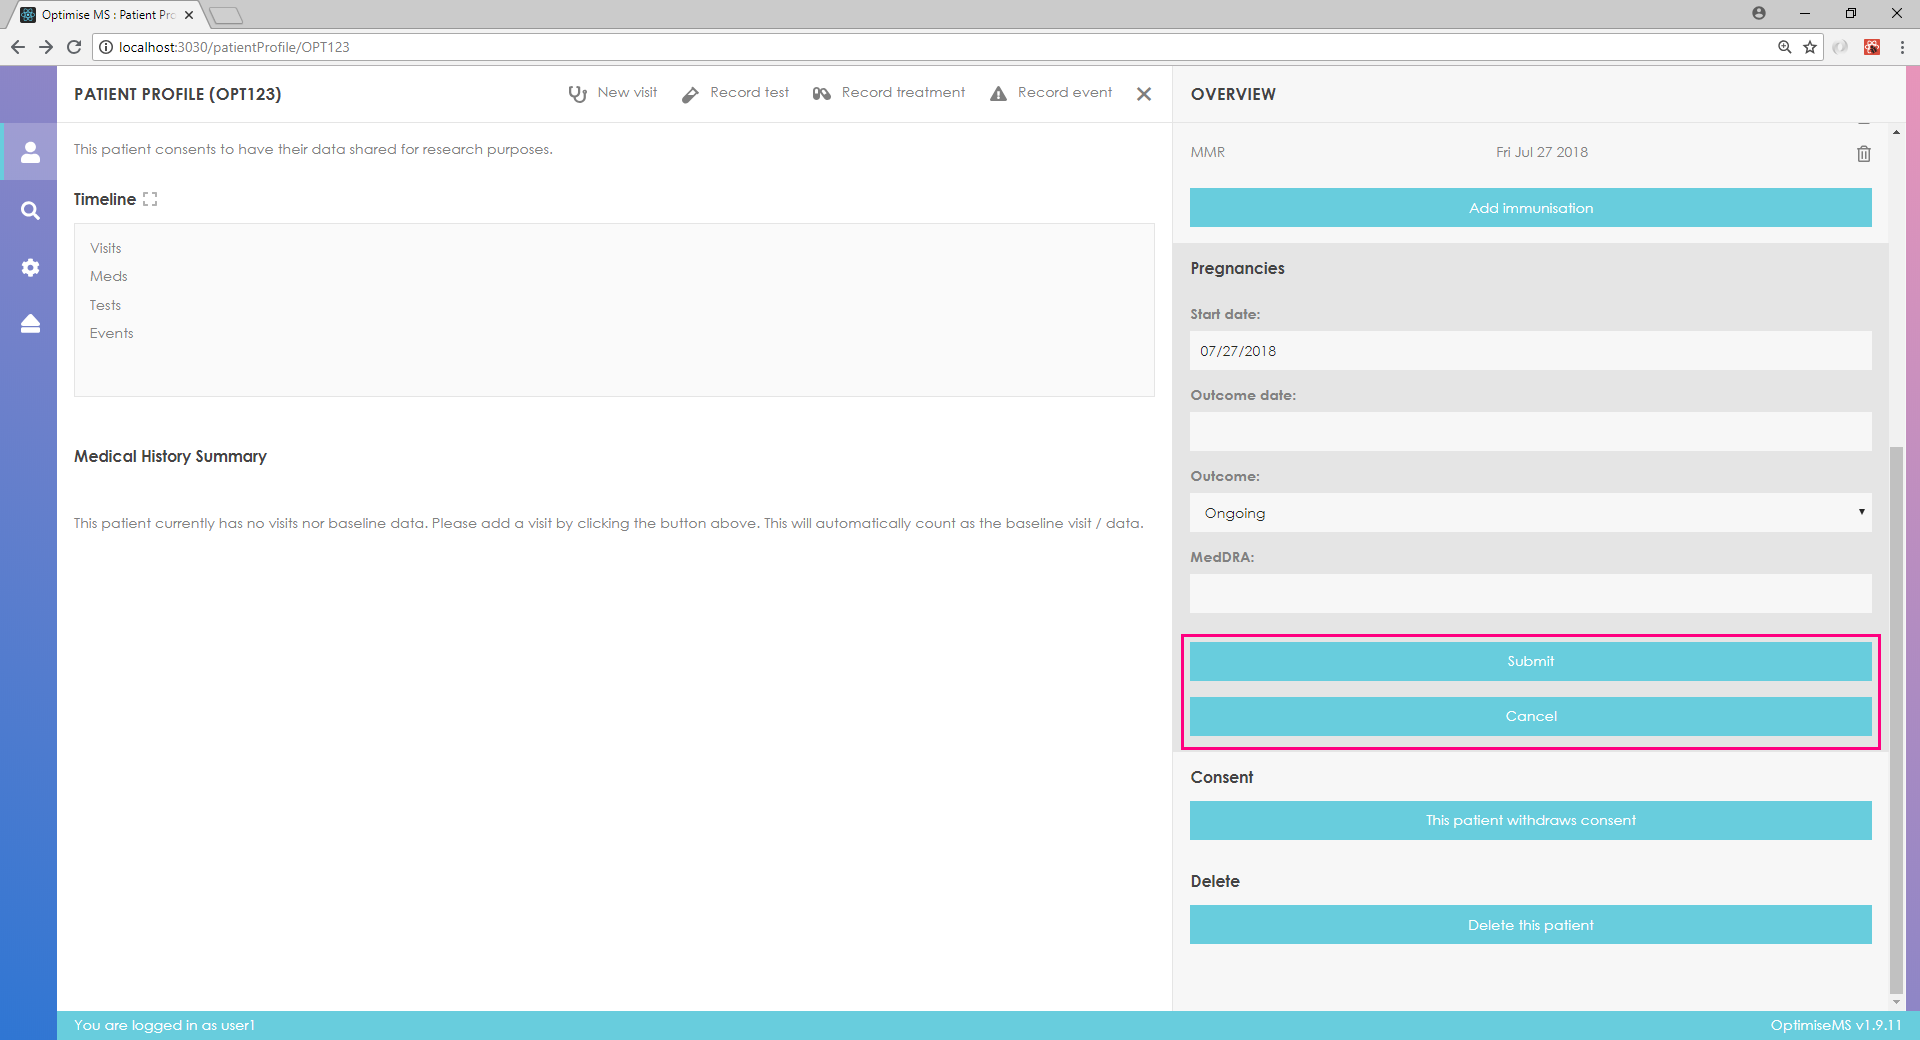 Optimise MS : Patient Pro
localhost:3030/patientProfile/OPT123
PATIENT PROFILE (OPT123)
New visit
Record test
Record treatment
Record event
This patient consents to have their data shared for research purposes.
Timeline
Visits
Meds
Tests
Events
Medical History Summary
This patient currently has no visits nor baseline data. Please add a visit by clicking the button above. This will automatically count as the baseline visit / data.
OVERVIEW
MMR Fri Jul 27 2018
Add immunisation
Pregnancies
Start date:
07/27/2018
Outcome date:
Outcome:
Ongoing
MedDRA:
Submit
Cancel
Consent
This patient withdraws consent
Delete
Delete this patient
You are logged in as user1
OptimiseMS v1.9.11